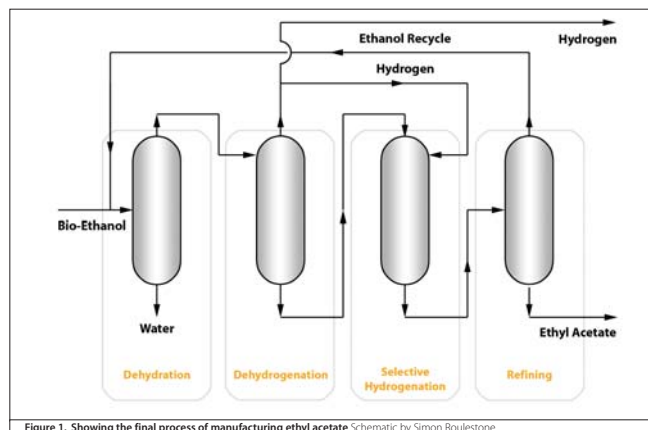 Ethanol Recycle
Hydrogen
Hydrogen
Bio-Ethanol
Water
Ethyl Acetate
Dehydration
Dehydrogenation
Selective
Hydrogenation
Refining
Figure 1. Showing the final process of manufacturing ethyl acetate Schematic by Simon Roulestone